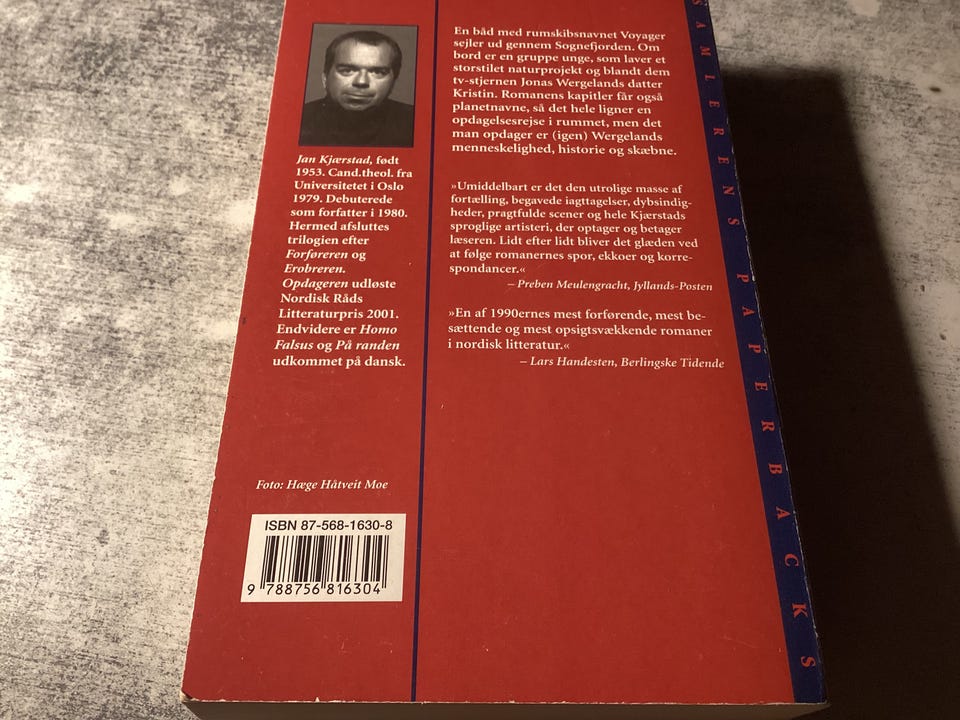 Jan Kjærstad, født
1953. Cand.theol. fra
Universitetet i Oslo
1979. Debuterede
som forfatter i 1980.
Hermed afsluttes
trilogien efter
Forføreren og
Erobreren.
Opdageren udløste
Nordisk Råds
Litteraturpris 2001.
Endvidere er Homo
Falsus og På randen
udkommet på dansk.
Foto: Hæge Håtveit Moe
ISBN 87-568-1630-8
9 788756 816304
En båd med rumskibsnavnet Voyager
sejler ud gennem Sognefjorden. Om
bord er en gruppe unge, som laver et
storstilet naturprojekt og blandt dem
tv-stjernen Jonas Wergelands datter
Kristin. Romanens kapitler får også
planetnavne, så det hele ligner en
opdagelsesrejse i rummet, men det
man opdager er (igen) Wergelands
menneskelighed, historie og skæbne.
»Umiddelbart er det den utrolige masse af
fortælling, begavede iagttagelser, dybsindig-
heder, pragtfulde scener og hele Kjærstads
sproglige artisteri, der optager og betager
læseren. Lidt efter lidt bliver det glæden ved
at følge romanernes spor, ekkoer og korre-
spondancer.«
– Preben Meulengracht, Jyllands-Posten
»En af 1990ernes mest forførende, mest be-
sættende og mest opsigtsvækkende romaner
i nordisk litteratur.«
– Lars Handesten, Berlingske Tidende
SAMLERENS PAPERBACKS